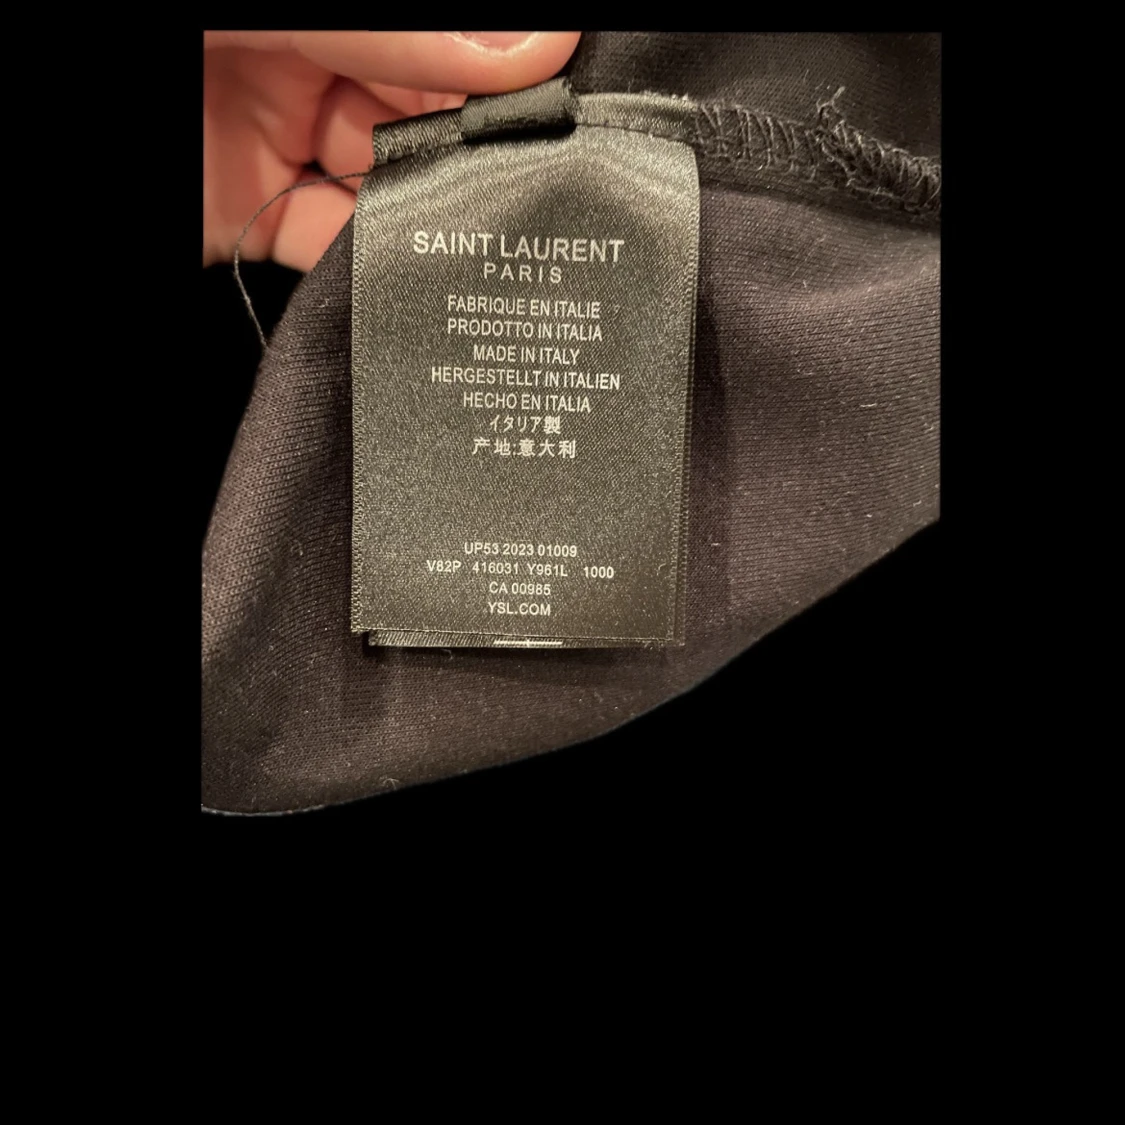 SAINT LAURENT
PARIS
FABRIQUE EN ITALIE
PRODOTTO IN ITALIA
MADE IN ITALY
HERGESTELLT IN ITALIEN
HECHO EN ITALIA
イタリア製
产地:意大利
UP53 2023 01009
V82P 416031 Y961L 1000
CA 00985
YSL.COM